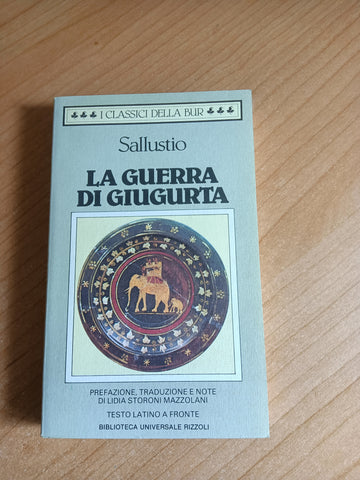 I CLASSICI DELLA BUR
Sallustio
LA GUERRA
DI GIUGURTA
PREFAZIONE, TRADUZIONE E NOTE
DI LIDIA STORONI MAZZOLANI
TESTO LATINO A FRONTE
BIBLIOTECA UNIVERSALE RIZZOLI